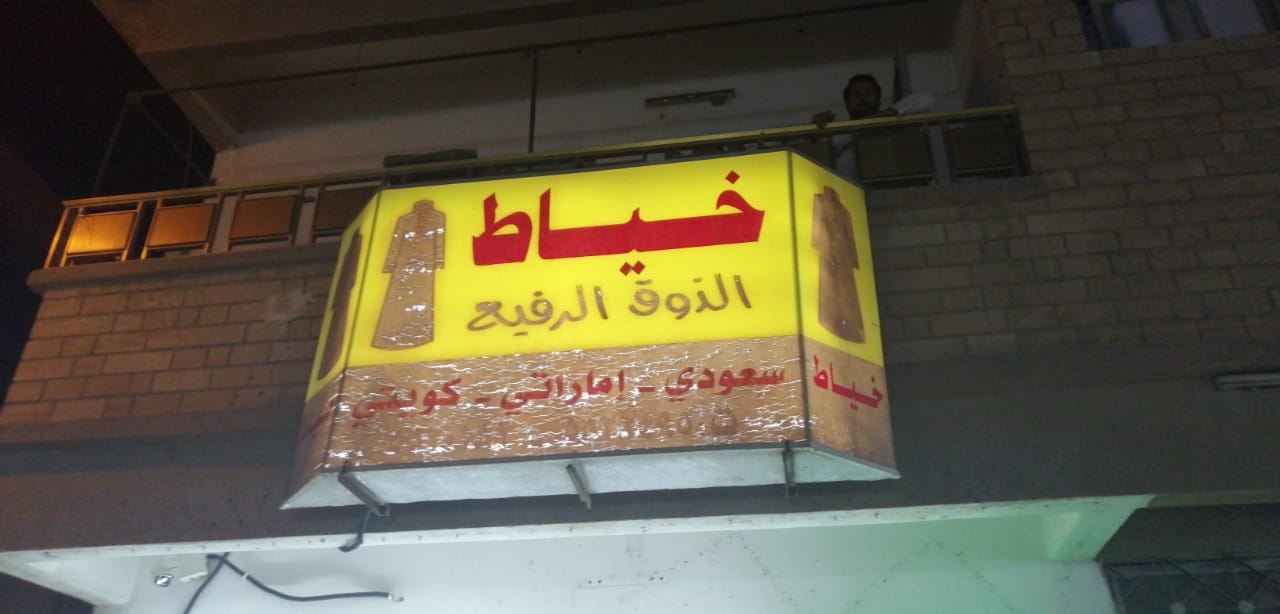 خياط
الذوق الرفيع
سعودي - إماراتي - كويتي
خياط